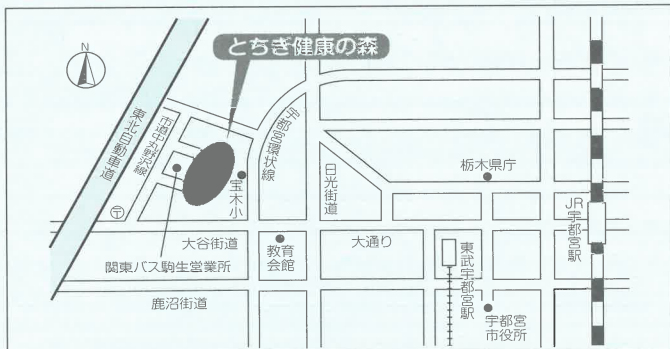 とちぎ健康の森
N
東北自動車道
市道中丸野沢線
宇都宮環状線
宝木小
日光街道
栃木県庁
JR宇都宮駅
〒
大谷街道
教育
会館
大通り
関東バス駒生営業所
東武宇都宮駅
鹿沼街道
宇都宮
市役所